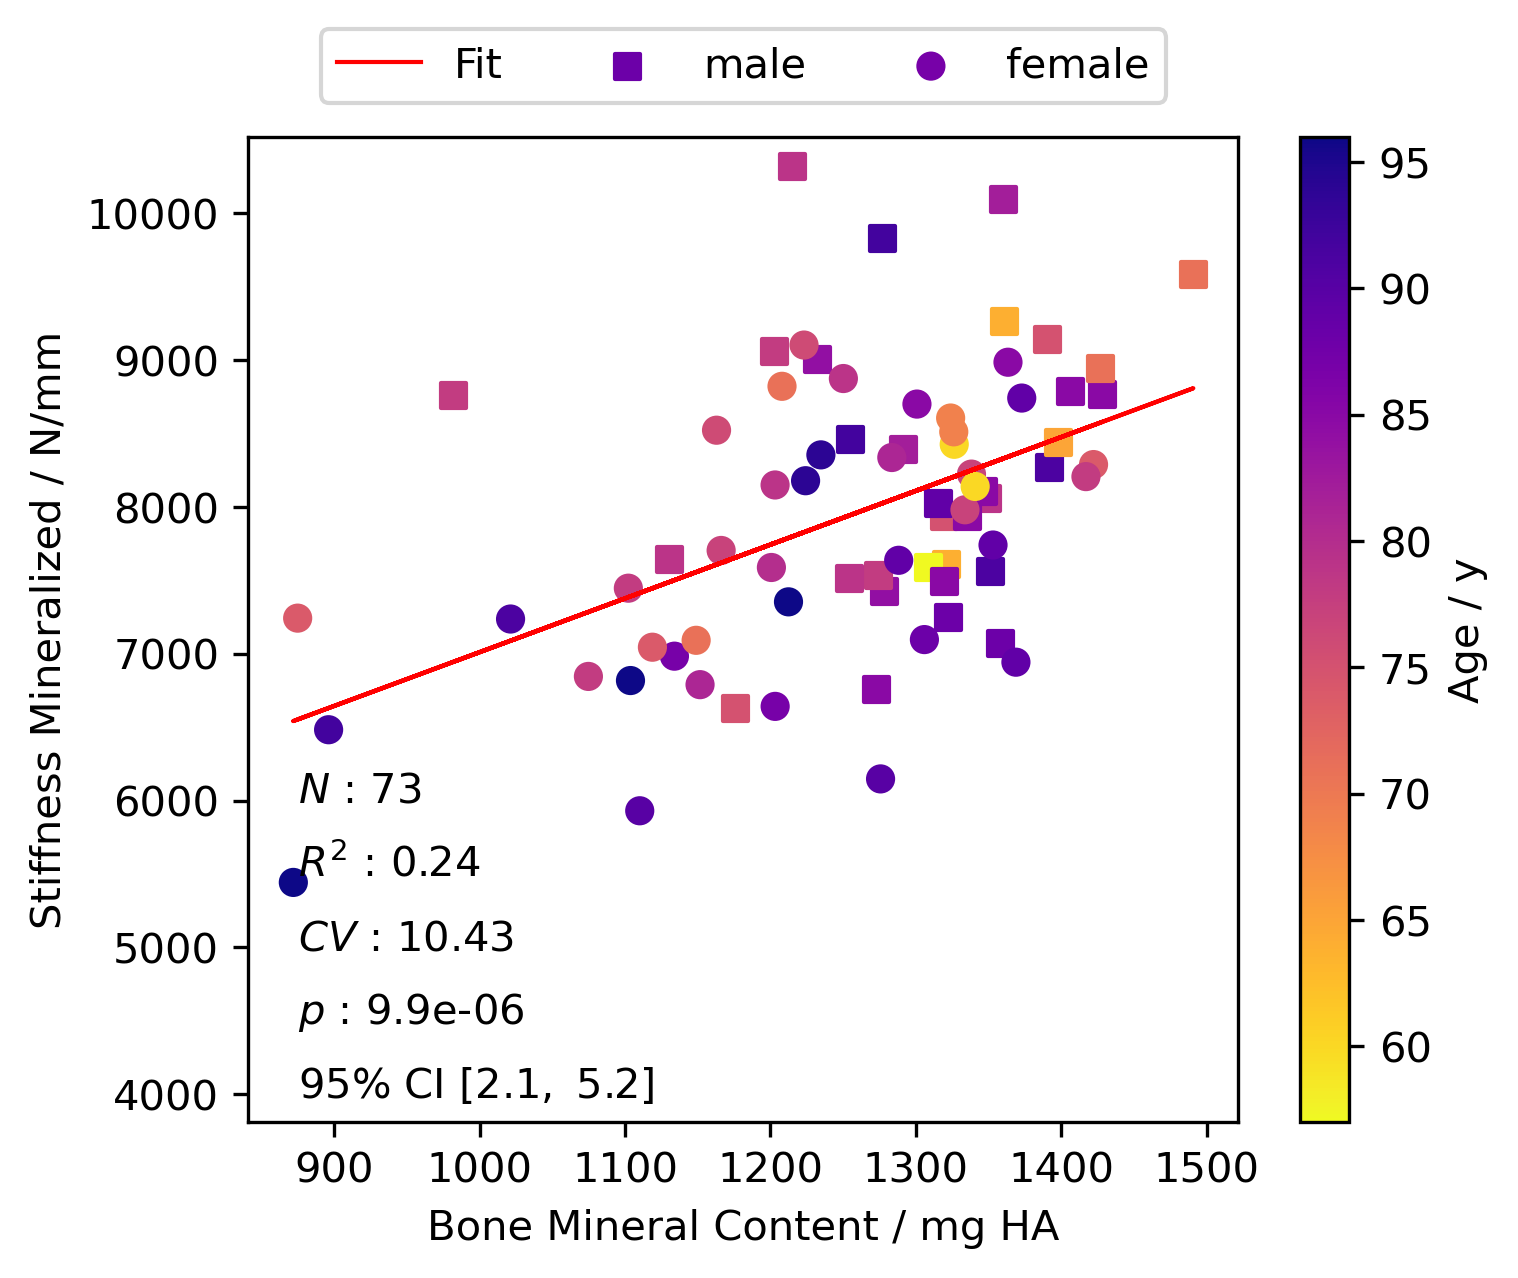 Fit male female
10000
9000
8000
7000
6000
5000
4000
Stiffness Mineralized / N/mm
N : 73
R² : 0.24
CV : 10.43
p : 9.9e-06
95% CI [2.1, 5.2]
900 1000 1100 1200 1300 1400 1500
Bone Mineral Content / mg HA
95
90
85
80
75
70
65
60
Age / y